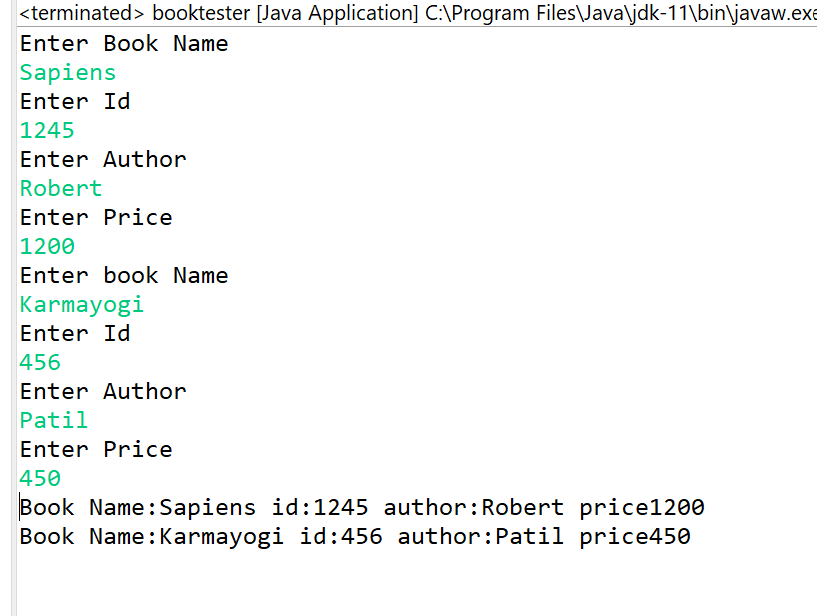 <terminated> booktester [Java Application] C:\Program Files\Java\jdk-11\bin\javaw.exe
Enter Book Name
Sapiens
Enter Id
1245
Enter Author
Robert
Enter Price
1200
Enter book Name
Karmayogi
Enter Id
456
Enter Author
Patil
Enter Price
450
Book Name:Sapiens id:1245 author:Robert price1200
Book Name:Karmayogi id:456 author:Patil price450